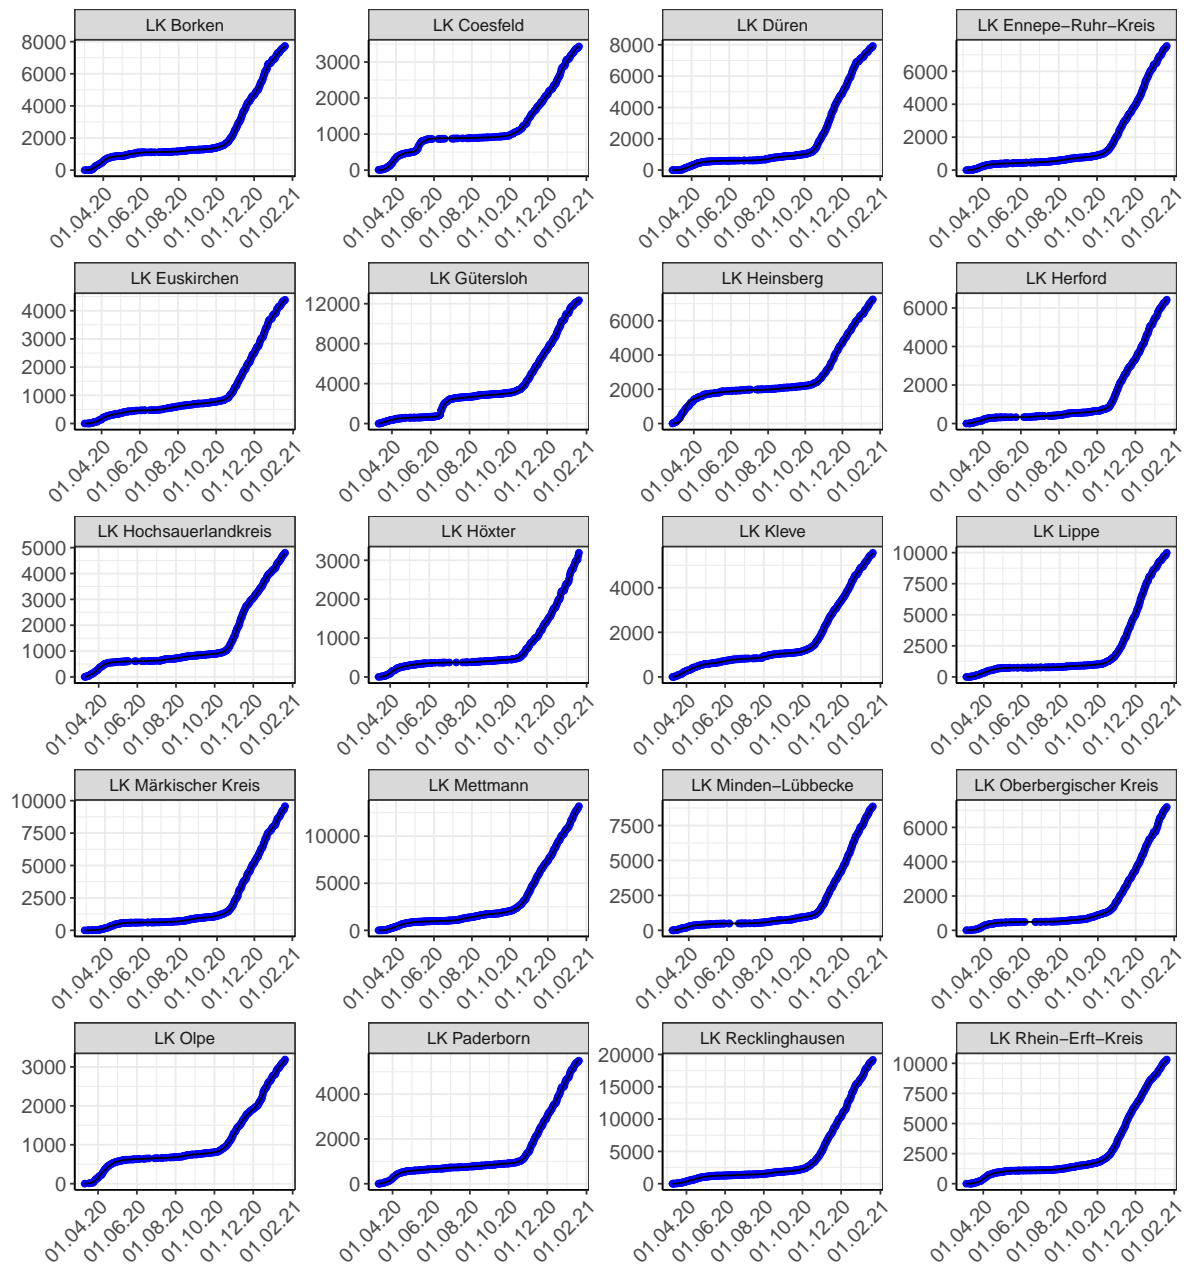 LK Borken LK Coesfeld LK Düren LK Ennepe−Ruhr−Kreis
8000 6000 4000 2000 0
3000 2000 1000 0
8000 6000 4000 2000 0
6000 4000 2000 0
01.04.20 01.06.20 01.08.20 01.10.20 01.12.20 01.02.21
01.04.20 01.06.20 01.08.20 01.10.20 01.12.20 01.02.21
01.04.20 01.06.20 01.08.20 01.10.20 01.12.20 01.02.21
01.04.20 01.06.20 01.08.20 01.10.20 01.12.20 01.02.21
LK Euskirchen LK Gütersloh LK Heinsberg LK Herford
4000 3000 2000 1000 0
12000 8000 4000 0
6000 4000 2000 0
6000 4000 2000 0
01.04.20 01.06.20 01.08.20 01.10.20 01.12.20 01.02.21
01.04.20 01.06.20 01.08.20 01.10.20 01.12.20 01.02.21
01.04.20 01.06.20 01.08.20 01.10.20 01.12.20 01.02.21
01.04.20 01.06.20 01.08.20 01.10.20 01.12.20 01.02.21
LK Hochsauerlandkreis LK Höxter LK Kleve LK Lippe
5000 4000 3000 2000 1000 0
3000 2000 1000 0
4000 2000 0
10000 7500 5000 2500 0
01.04.20 01.06.20 01.08.20 01.10.20 01.12.20 01.02.21
01.04.20 01.06.20 01.08.20 01.10.20 01.12.20 01.02.21
01.04.20 01.06.20 01.08.20 01.10.20 01.12.20 01.02.21
01.04.20 01.06.20 01.08.20 01.10.20 01.12.20 01.02.21
LK Märkischer Kreis LK Mettmann LK Minden−Lübbecke LK Oberbergischer Kreis
10000 7500 5000 2500 0
10000 5000 0
7500 5000 2500 0
6000 4000 2000 0
01.04.20 01.06.20 01.08.20 01.10.20 01.12.20 01.02.21
01.04.20 01.06.20 01.08.20 01.10.20 01.12.20 01.02.21
01.04.20 01.06.20 01.08.20 01.10.20 01.12.20 01.02.21
01.04.20 01.06.20 01.08.20 01.10.20 01.12.20 01.02.21
LK Olpe LK Paderborn LK Recklinghausen LK Rhein−Erft−Kreis
3000 2000 1000 0
4000 2000 0
20000 15000 10000 5000 0
10000 7500 5000 2500 0
01.04.20 01.06.20 01.08.20 01.10.20 01.12.20 01.02.21
01.04.20 01.06.20 01.08.20 01.10.20 01.12.20 01.02.21
01.04.20 01.06.20 01.08.20 01.10.20 01.12.20 01.02.21
01.04.20 01.06.20 01.08.20 01.10.20 01.12.20 01.02.21